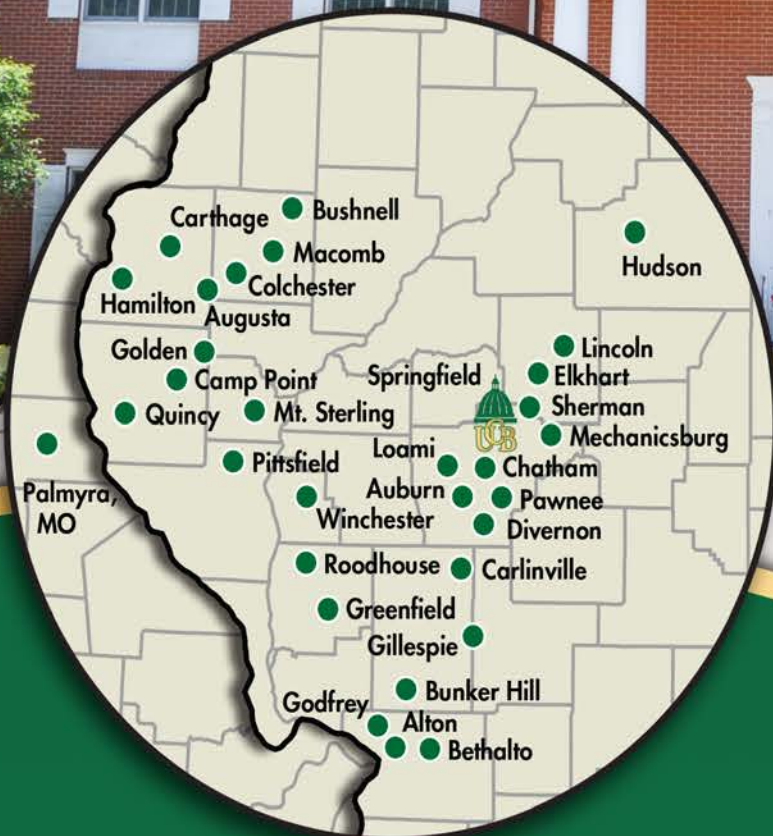 Carthage
Bushnell
Macomb
Hudson
Colchester
Hamilton
Augusta
Golden
Lincoln
Camp Point
Springfield
Elkhart
Quincy
Mt. Sterling
Sherman
UCB
Mechanicsburg
Loami
Pittsfield
Chatham
Palmyra,
MO
Auburn
Pawnee
Winchester
Divernon
Roodhouse
Carlinville
Greenfield
Gillespie
Bunker Hill
Godfrey
Alton
Bethalto